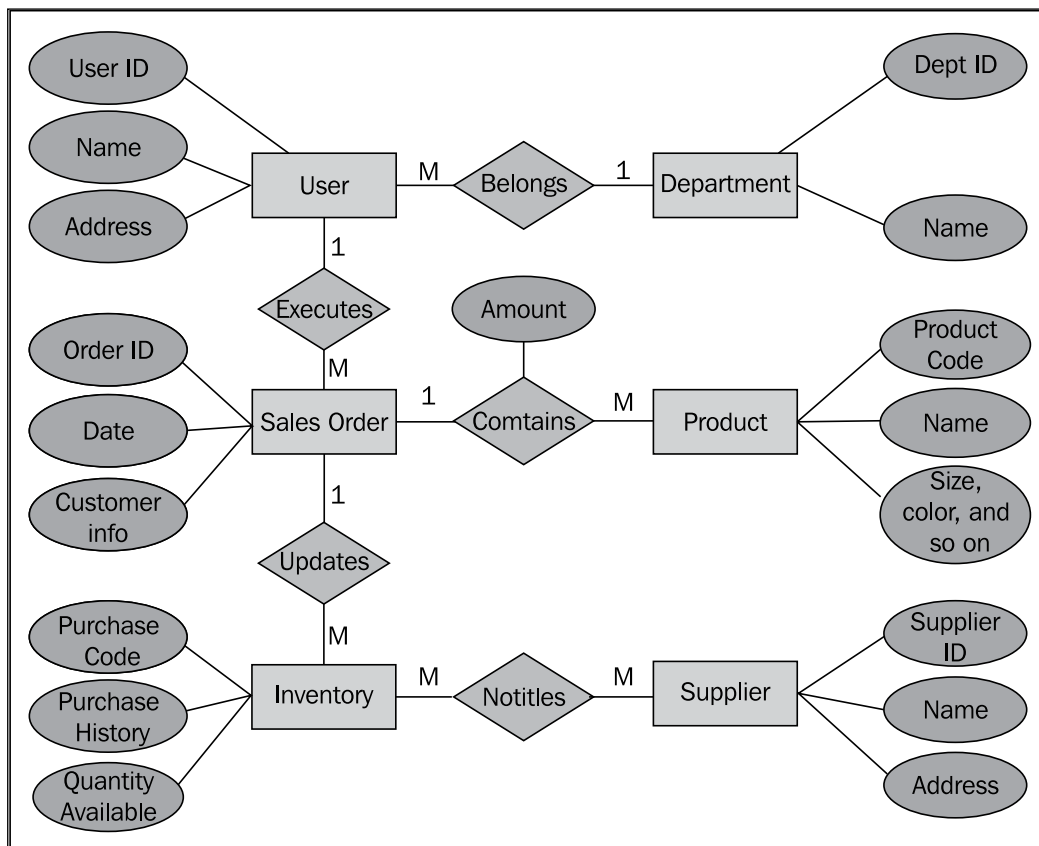 User ID
Dept ID
Name
User
M
Belongs
1
Department
Address
Name
1
Executes
Amount
Order ID
Product
Code
M
Date
Sales Order
1
Comtains
M
Product
Name
Customer
info
1
Size,
color, and
so on
Updates
Purchase
Code
M
Supplier
ID
Inventory
M
Notitles
M
Supplier
Purchase
History
Name
Quantity
Available
Address